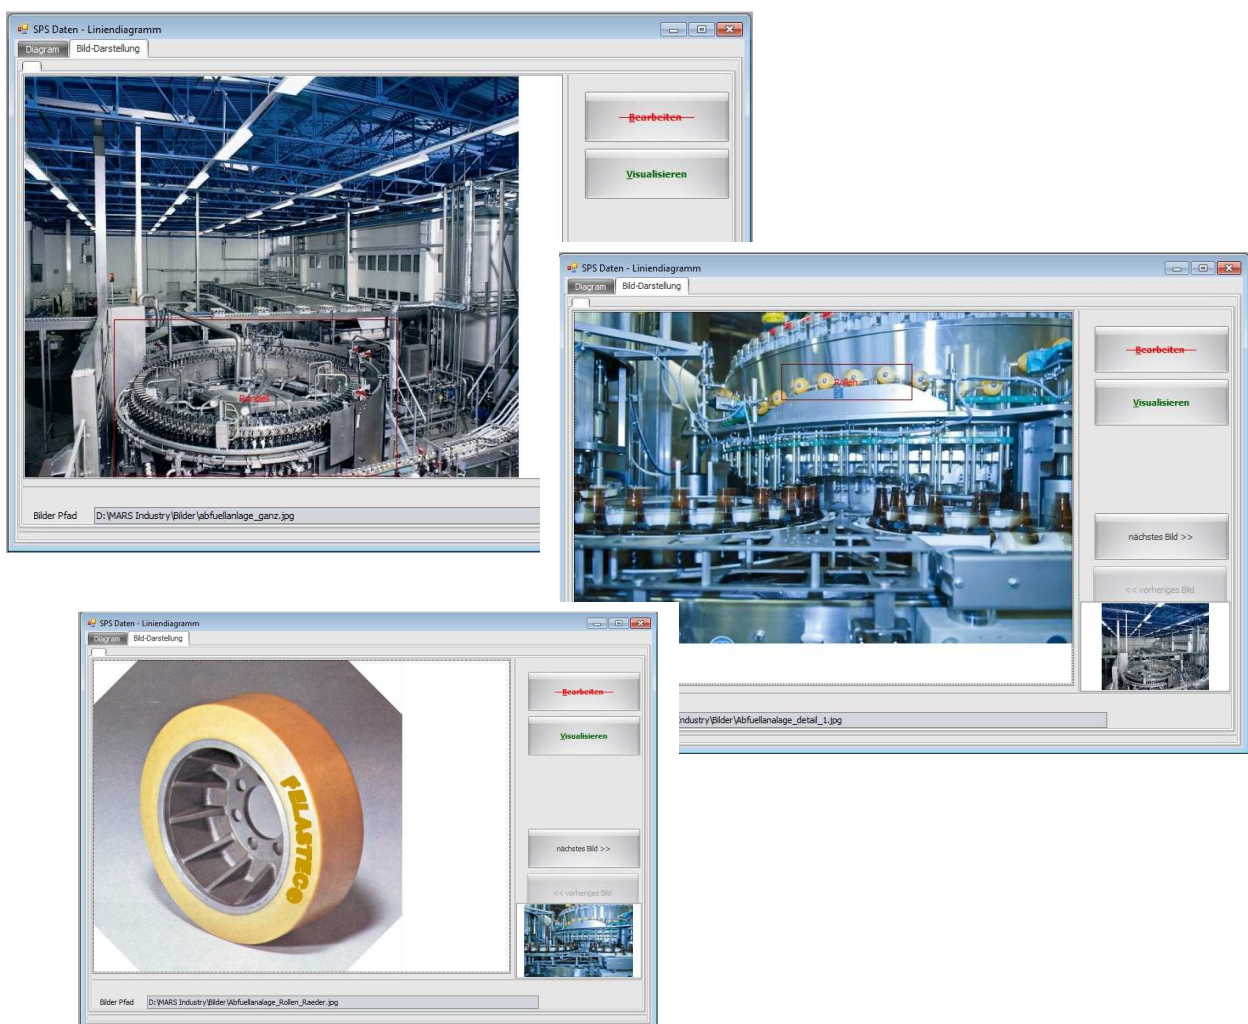 SPS Daten - Liniendiagramm
Diagram Bild-Darstellung
Bearbeiten
Visualisieren
Rondell
Bilder Pfad D:\MARS Industry\Bilder\abfuellanlage_ganz.jpg
SPS Daten - Liniendiagramm
Diagram Bild-Darstellung
Bearbeiten
Rollen
Visualisieren
nächstes Bild >>
<< vorheriges Bild
Industry\Bilder\Abfuellanalage_detail_1.jpg
SPS Daten - Liniendiagramm
Diagram Bild-Darstellung
Bearbeiten
Visualisieren
FELASTEC
nächstes Bild >>
<< vorheriges Bild
Bilder Pfad D:\MARS Industry\Bilder\Abfuellanalage_Rollen_Raeder.jpg